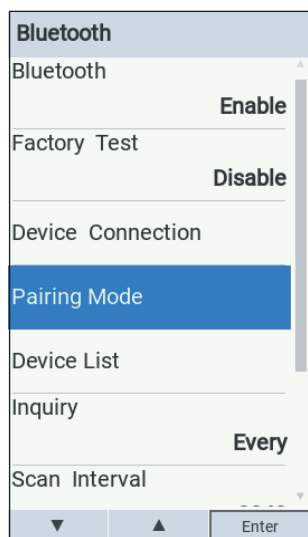 Bluetooth
Bluetooth
Enable
Factory Test
Disable
Device Connection
Pairing Mode
Device List
Inquiry
Every
Scan Interval
▼ ▲ Enter